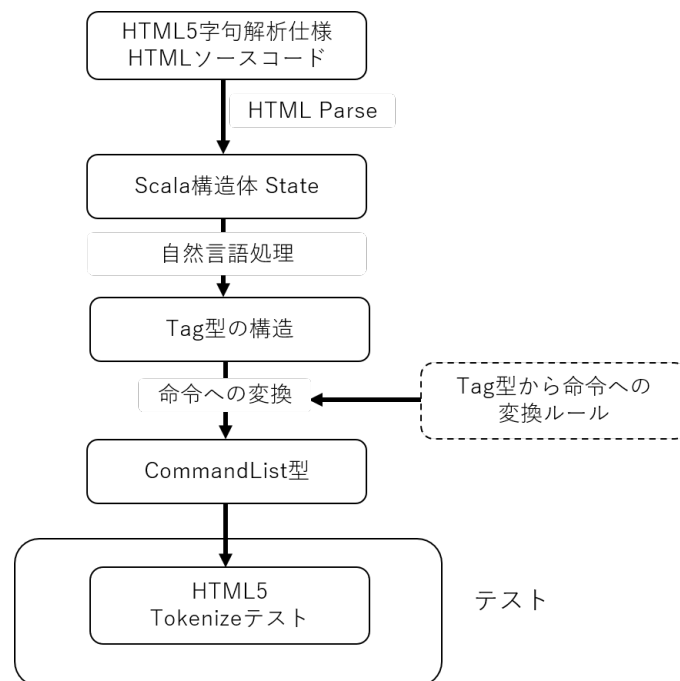 HTML5字句解析仕様
HTMLソースコード
HTML Parse
Scala構造体 State
自然言語処理
Tag型の構造
命令への変換
Tag型から命令への
変換ルール
CommandList型
HTML5
Tokenizeテスト
テスト